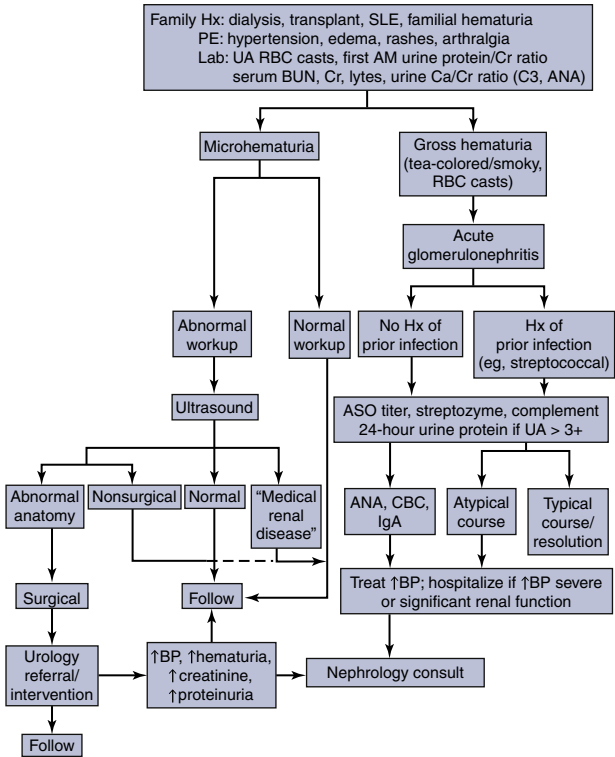 Family Hx: dialysis, transplant, SLE, familial hematuria
PE: hypertension, edema, rashes, arthralgia
Lab: UA RBC casts, first AM urine protein/Cr ratio
serum BUN, Cr, lytes, urine Ca/Cr ratio (C3, ANA)
Microhematuria
Gross hematuria
(tea-colored/smoky,
RBC casts)
Acute
glomerulonephritis
Abnormal
workup
Normal
workup
No Hx of
prior infection
Hx of
prior infection
(eg, streptococcal)
Ultrasound
ASO titer, streptozyme, complement
24-hour urine protein if UA > 3+
Abnormal
anatomy
Nonsurgical
Normal
“Medical
renal
disease”
ANA, CBC,
IgA
Atypical
course
Typical
course/
resolution
Surgical
Follow
Treat ↑BP; hospitalize if ↑BP severe
or significant renal function
Urology
referral/
intervention
↑BP, ↑hematuria,
↑creatinine,
↑proteinuria
Nephrology consult
Follow